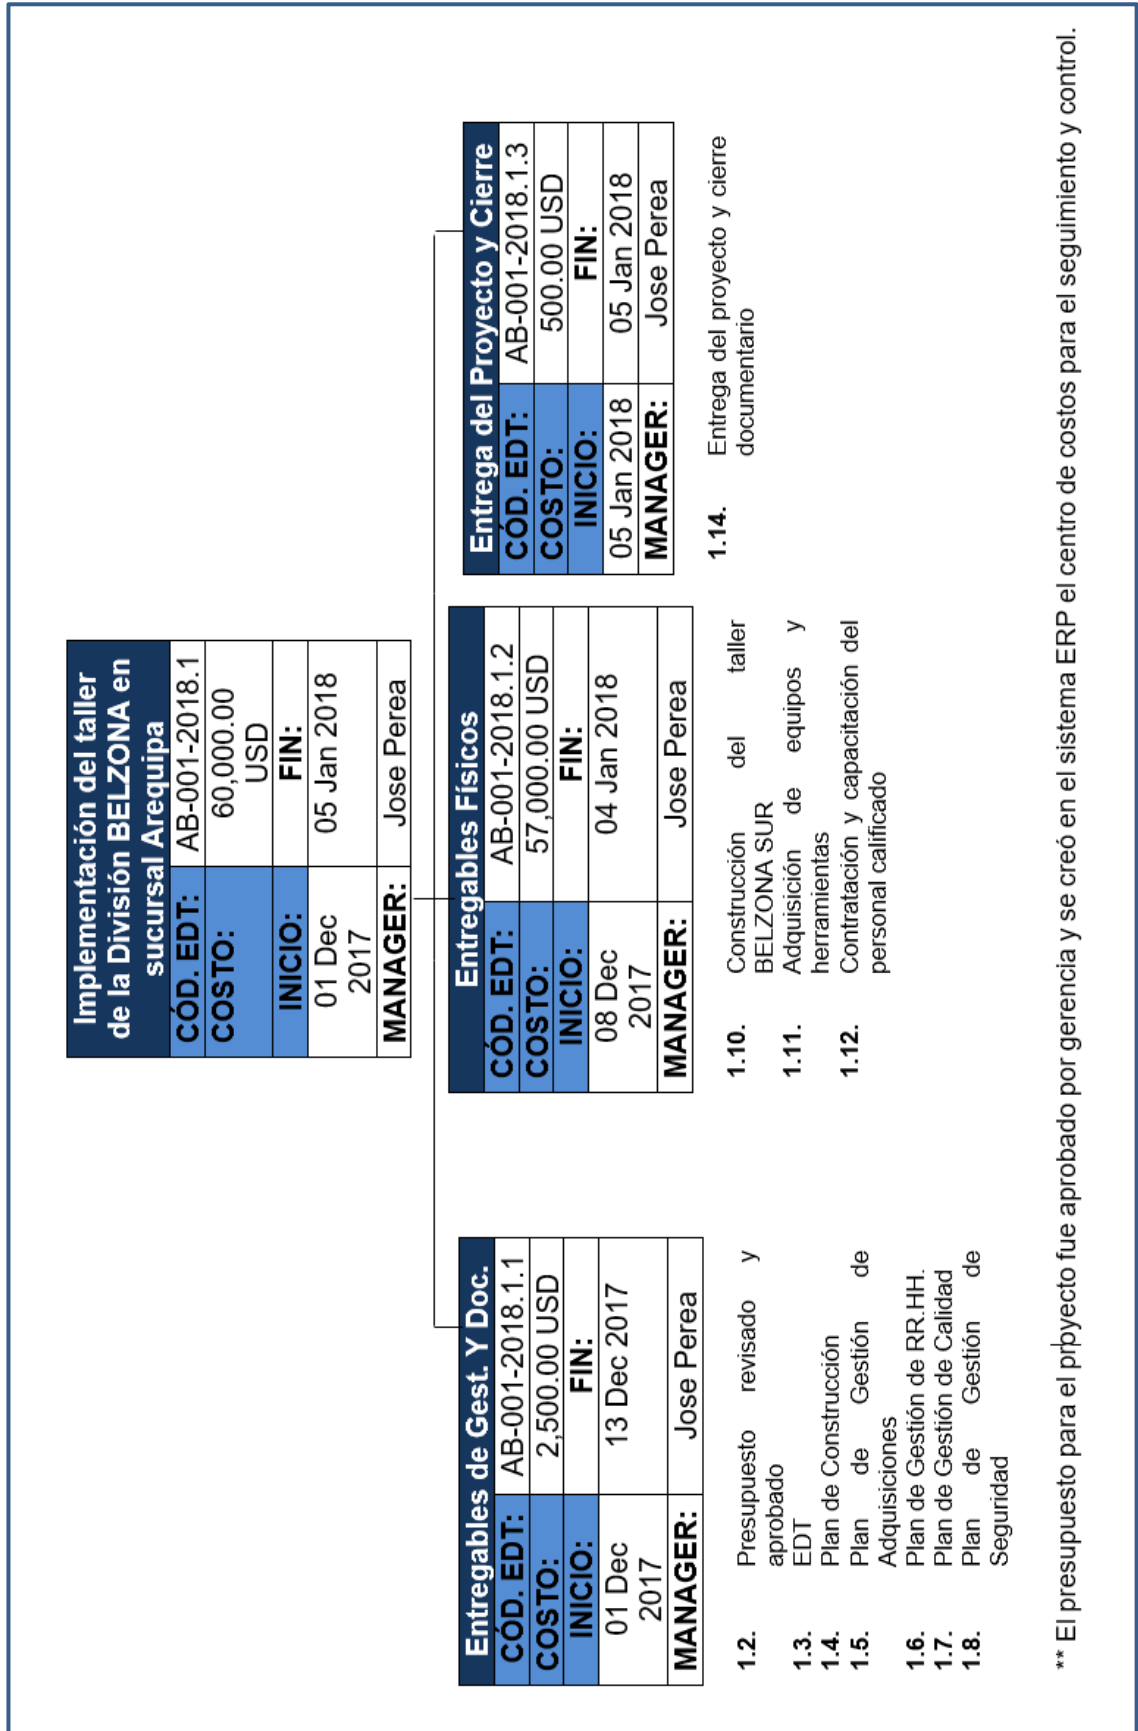 Implementación del taller
de la División BELZONA en
sucursal Arequipa
CÓD. EDT: AB-001-2018.1
COSTO: 60,000.00
USD
INICIO: FIN:
01 Dec
2017 05 Jan 2018
MANAGER: Jose Perea
Entregables de Gest. Y Doc.
CÓD. EDT: AB-001-2018.1.1
COSTO: 2,500.00 USD
INICIO: FIN:
01 Dec
2017 13 Dec 2017
MANAGER: Jose Perea
1.2. Presupuesto revisado y
aprobado
1.3. EDT
1.4. Plan de Construcción
1.5. Plan de Gestión de
Adquisiciones
1.6. Plan de Gestión de RR.HH.
1.7. Plan de Gestión de Calidad
1.8. Plan de Gestión de
Seguridad
Entregables Físicos
CÓD. EDT: AB-001-2018.1.2
COSTO: 57,000.00 USD
INICIO: FIN:
08 Dec
2017 04 Jan 2018
MANAGER: Jose Perea
1.10. Construcción del taller
BELZONA SUR
1.11. Adquisición de equipos y
herramientas
1.12. Contratación y capacitación del
personal calificado
Entrega del Proyecto y Cierre
CÓD. EDT: AB-001-2018.1.3
COSTO: 500.00 USD
INICIO: FIN:
05 Jan 2018 05 Jan 2018
MANAGER: Jose Perea
1.14. Entrega del proyecto y cierre
documentario
** El presupuesto para el proyecto fue aprobado por gerencia y se creó en el sistema ERP el centro de costos para el seguimiento y control.